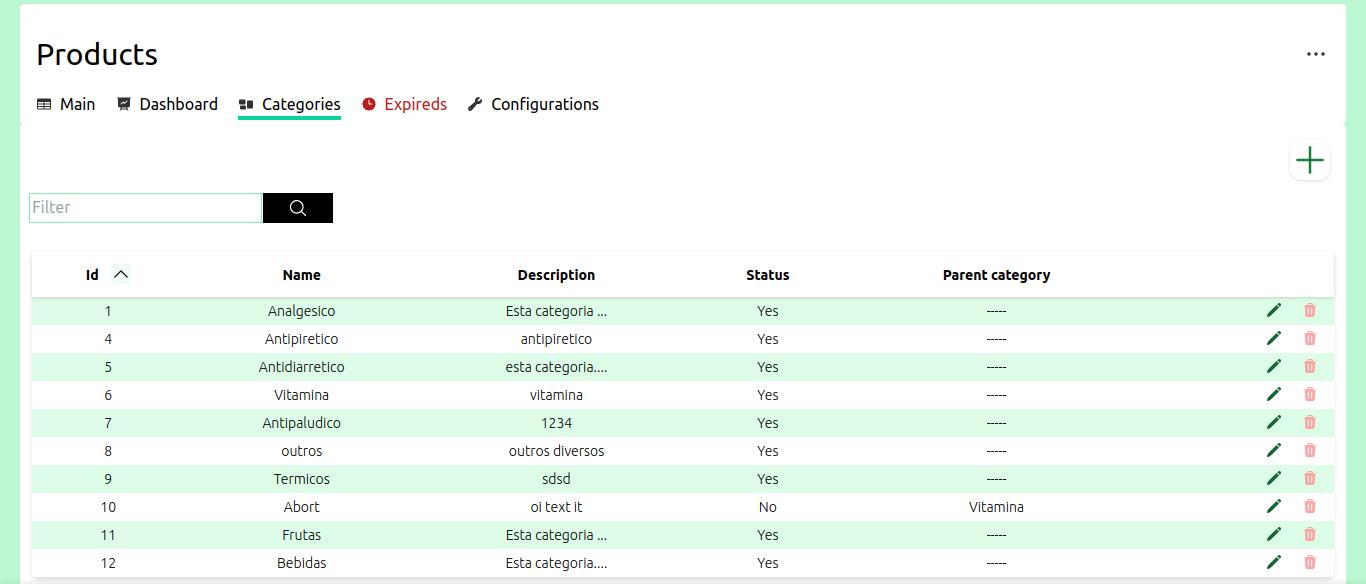 Products
Main Dashboard Categories Expireds Configurations
Filter
Id Name Description Status Parent category
1 Analgesico Esta categoria ... Yes -----
4 Antipiretico antipiretico Yes -----
5 Antidiarretico esta categoria.... Yes -----
6 Vitamina vitamina Yes -----
7 Antipaludico 1234 Yes -----
8 outros outros diversos Yes -----
9 Termicos sdsd Yes -----
10 Abort oi text it No Vitamina
11 Frutas Esta categoria ... Yes -----
12 Bebidas Esta categoria.... Yes -----